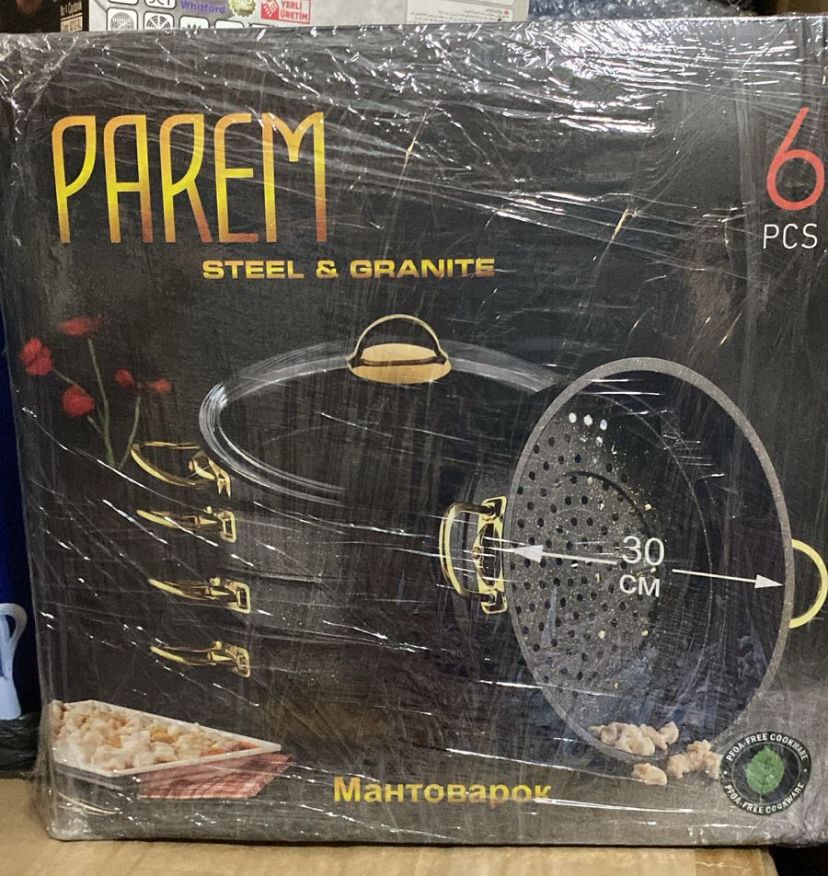 Whitford
YERLİ
ÜRETİM
PAREM
6
PCS
STEEL & GRANITE
30
CM
Мантоварок
PFOA-FREE COOKWARE
PFOA-FREE COOKWARE